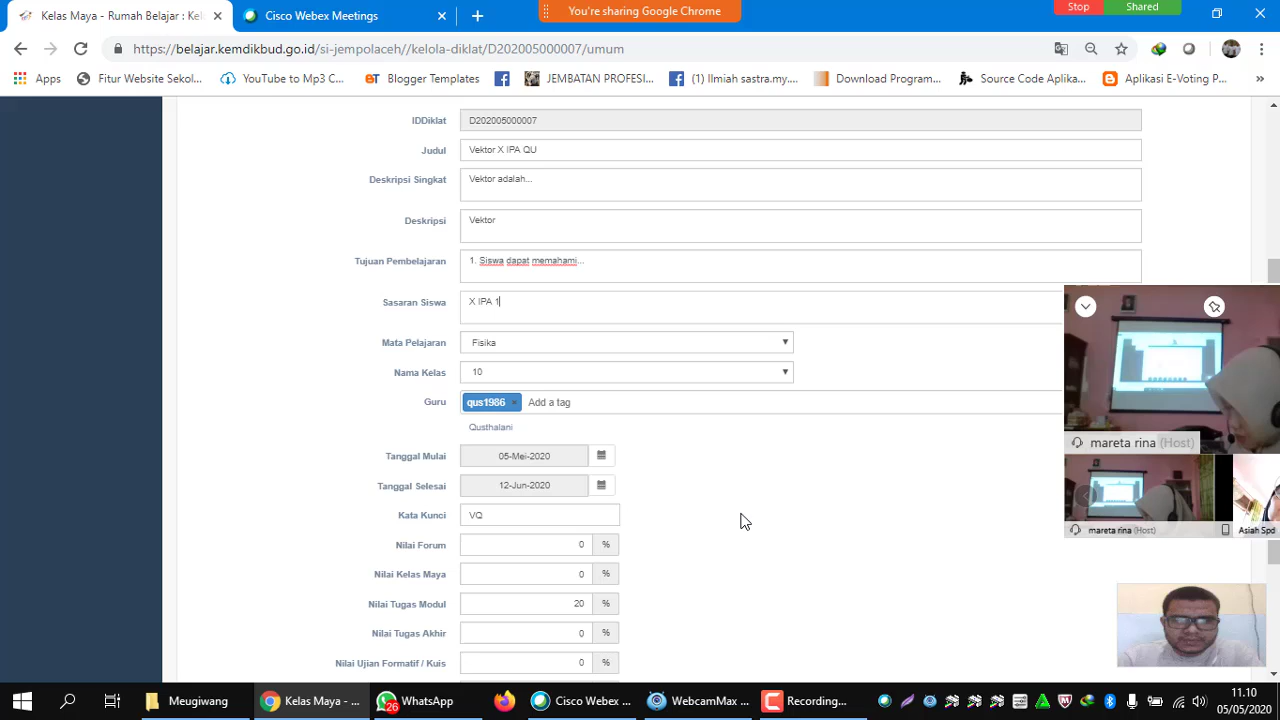 Kelas Maya - Rumah Belajar : Kel
Cisco Webex Meetings
You're sharing Google Chrome
Stop
Shared
https://belajar.kemdikbud.go.id/si-jempolaceh//kelola-diklat/D202005000007/umum
Apps
Fitur Website Sekol...
YouTube to Mp3 C...
Blogger Templates
JEMBATAN PROFESI...
(1) Ilmiah sastra.my....
Download Program...
Source Code Aplika...
Aplikasi E-Voting P...
IDDiklat D202005000007
Judul Vektor X IPA QU
Deskripsi Singkat Vektor adalah...
Deskripsi Vektor
Tujuan Pembelajaran 1. Siswa dapat memahami...
Sasaran Siswa X IPA 1
Mata Pelajaran Fisika
Nama Kelas 10
Guru qus1986 × Add a tag
Qusthalani
Tanggal Mulai 05-Mei-2020
Tanggal Selesai 12-Jun-2020
Kata Kunci VQ
Nilai Forum 0 %
Nilai Kelas Maya 0 %
Nilai Tugas Modul 20 %
Nilai Tugas Akhir 0 %
Nilai Ujian Formatif / Kuis 0 %
mareta rina (Host)
mareta rina (Host)
Asiah Spd
Meugiwang
Kelas Maya - ...
26
WhatsApp
Cisco Webex ...
WebcamMax ...
Recording...
11.10
05/05/2020